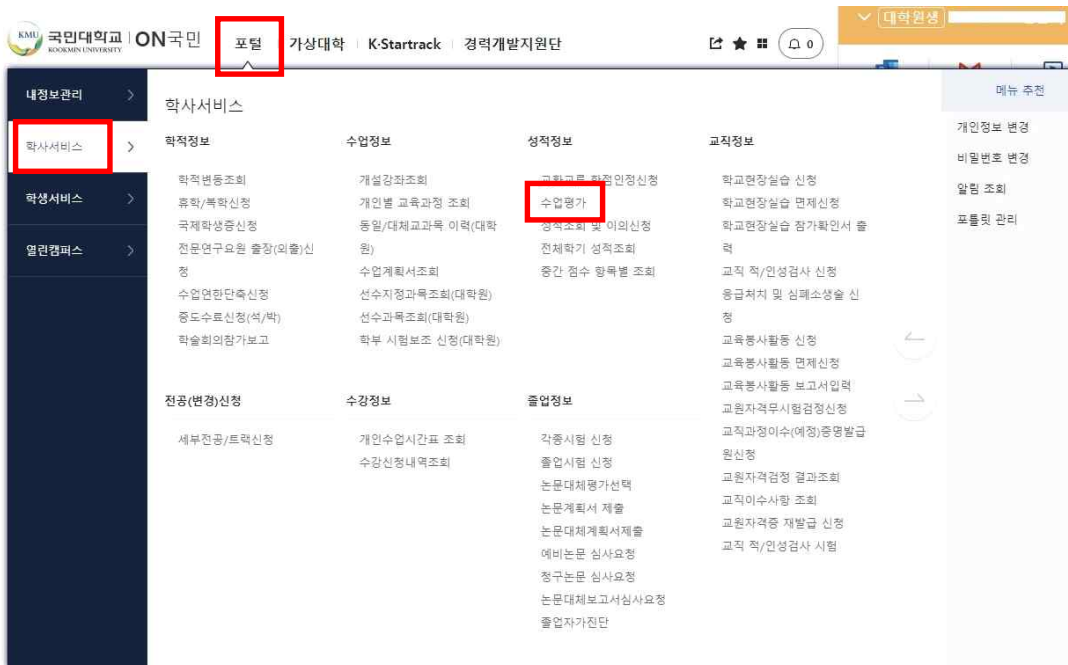 KMU 국민대학교 KOOKMIN UNIVERSITY ON국민
포털
가상대학
K·Startrack
경력개발지원단
0
대학원생
내정보관리
학사서비스
학생서비스
열린캠퍼스
학사서비스
학적정보
학적변동조회
휴학/복학신청
국제학생증신청
전문연구요원 출장(외출)신
청
수업연한단축신청
중도수료신청(석/박)
학술회의참가보고
수업정보
개설강좌조회
개인별 교육과정 조회
동일/대체교과목 이력(대학
원)
수업계획서조회
선수지정과목조회(대학원)
선수과목조회(대학원)
학부 시험보조 신청(대학원)
성적정보
교환교류 학점인정신청
수업평가
성적조회 및 이의신청
전체학기 성적조회
중간 점수 항목별 조회
교직정보
학교현장실습 신청
학교현장실습 면제신청
학교현장실습 참가확인서 출
력
교직 적/인성검사 신청
응급처치 및 심폐소생술 신
청
교육봉사활동 신청
교육봉사활동 면제신청
교육봉사활동 보고서입력
교원자격무시험검정신청
교직과정이수(예정)증명발급
원신청
교원자격검정 결과조회
교직이수사항 조회
교원자격증 재발급 신청
교직 적/인성검사 시험
전공(변경)신청
세부전공/트랙신청
수강정보
개인수업시간표 조회
수강신청내역조회
졸업정보
각종시험 신청
졸업시험 신청
논문대체평가선택
논문계획서 제출
논문대체계획서제출
예비논문 심사요청
청구논문 심사요청
논문대체보고서심사요청
졸업자가진단
메뉴 추천
개인정보 변경
비밀번호 변경
알림 조회
포틀릿 관리